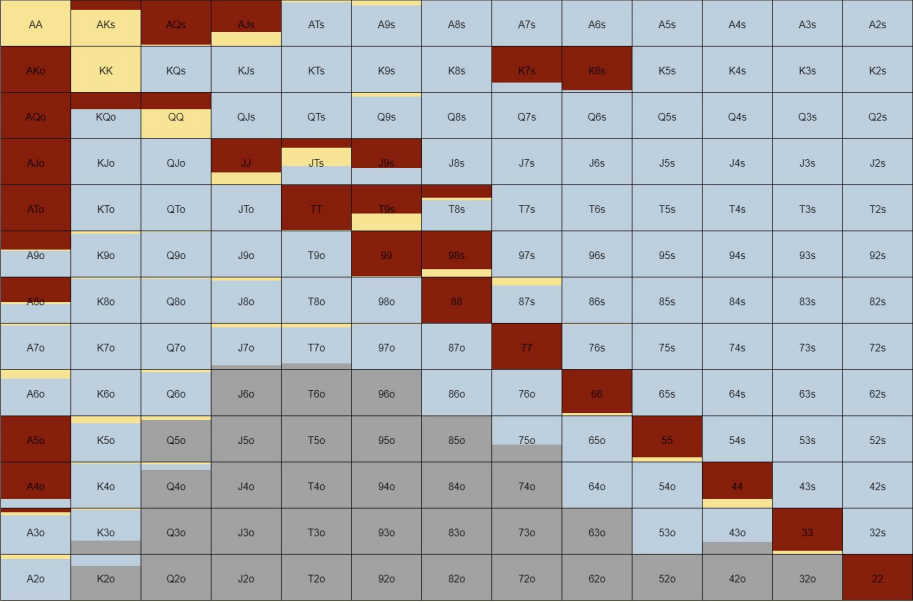 AA AKs AQs AJs ATs A9s A8s A7s A6s A5s A4s A3s A2s
AKo KK KQs KJs KTs K9s K8s K7s K6s K5s K4s K3s K2s
AQo KQo QQ QJs QTs Q9s Q8s Q7s Q6s Q5s Q4s Q3s Q2s
AJo KJo QJo JJ JTs J9s J8s J7s J6s J5s J4s J3s J2s
ATo KTo QTo JTo TT T9s T8s T7s T6s T5s T4s T3s T2s
A9o K9o Q9o J9o T9o 99 98s 97s 96s 95s 94s 93s 92s
A8o K8o Q8o J8o T8o 98o 88 87s 86s 85s 84s 83s 82s
A7o K7o Q7o J7o T7o 97o 87o 77 76s 75s 74s 73s 72s
A6o K6o Q6o J6o T6o 96o 86o 76o 66 65s 64s 63s 62s
A5o K5o Q5o J5o T5o 95o 85o 75o 65o 55 54s 53s 52s
A4o K4o Q4o J4o T4o 94o 84o 74o 64o 54o 44 43s 42s
A3o K3o Q3o J3o T3o 93o 83o 73o 63o 53o 43o 33 32s
A2o K2o Q2o J2o T2o 92o 82o 72o 62o 52o 42o 32o 22